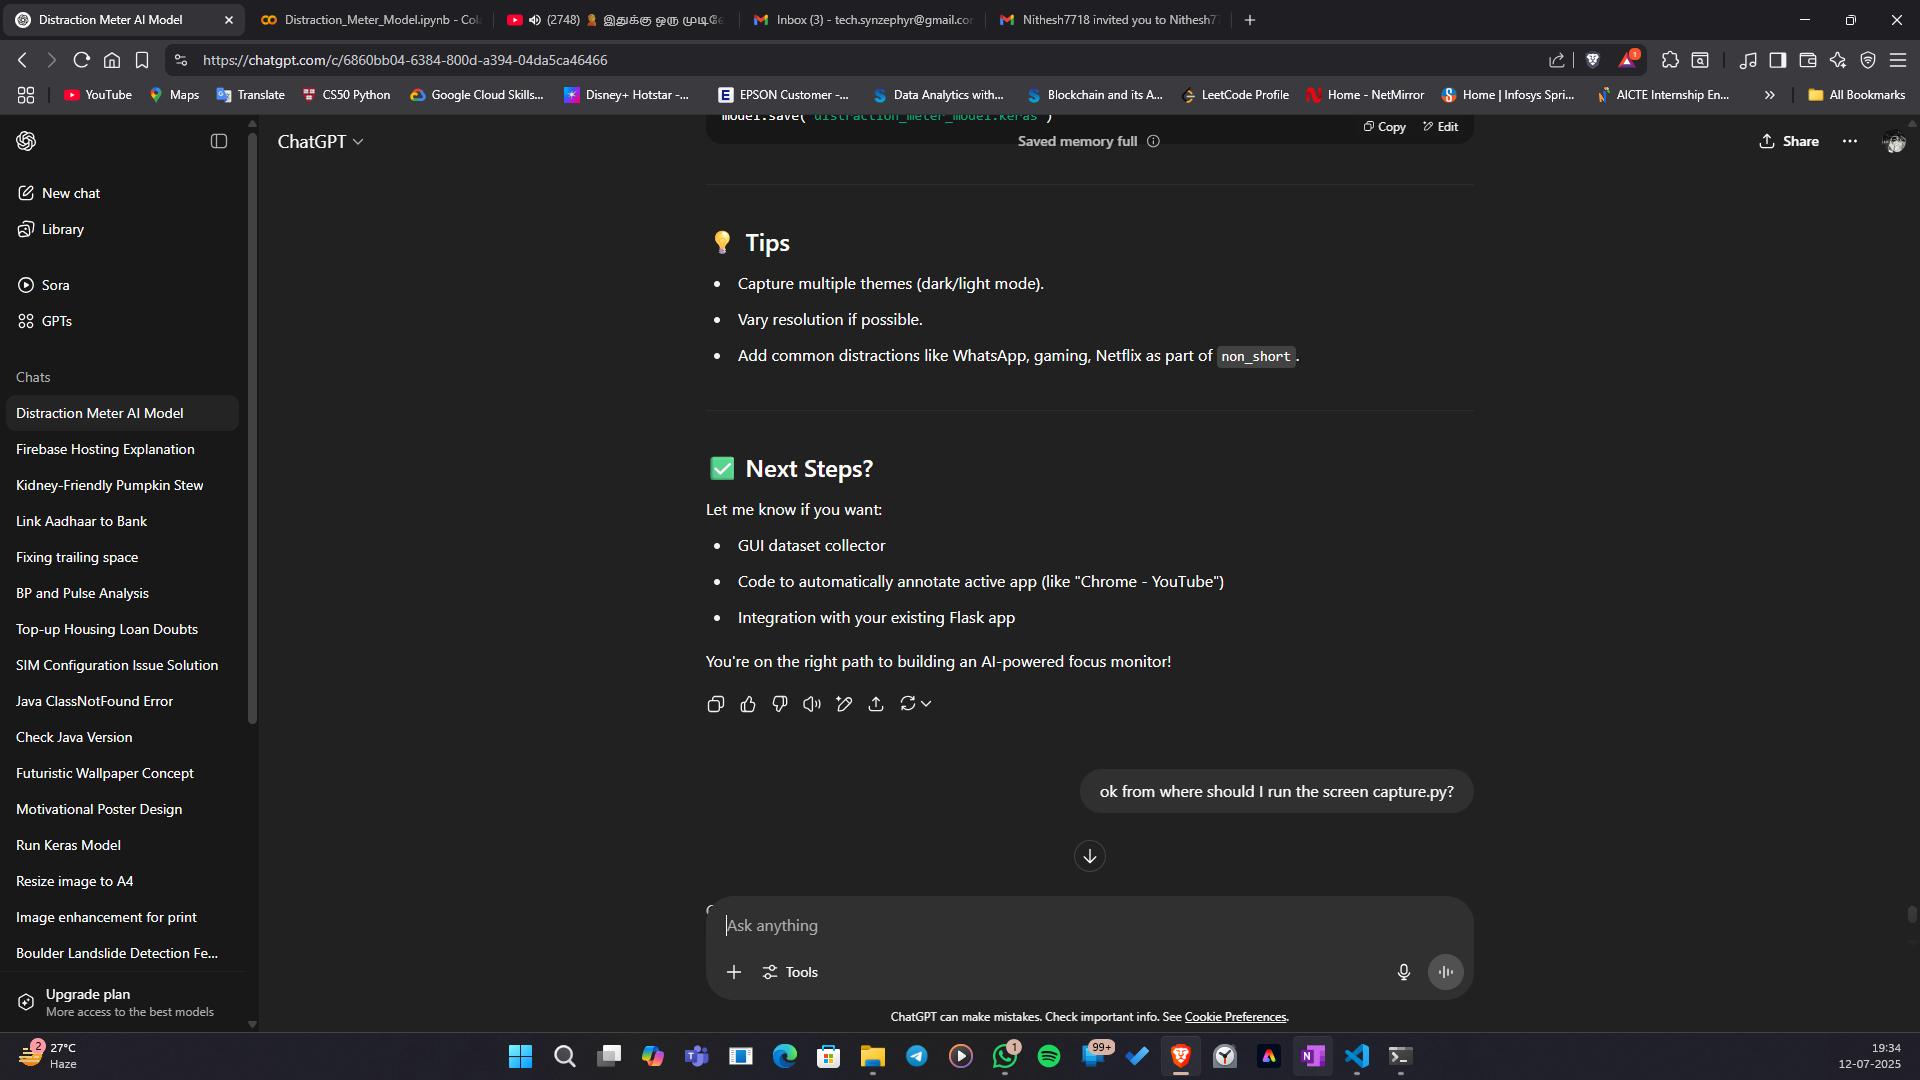 Distraction Meter AI Model
Distraction_Meter_Model.ipynb - Col
(2748) இதுக்கு ஒரு முடிவே
Inbox (3) - tech.synzephyr@gmail.con
Nithesh7718 invited you to Nithesh77
https://chatgpt.com/c/6860bb04-6384-800d-a394-04da5ca46466
1
YouTube
Maps
Translate
CS50 Python
Google Cloud Skills...
Disney+ Hotstar -...
EPSON Customer -...
Data Analytics with...
Blockchain and its A...
LeetCode Profile
Home - NetMirror
Home | Infosys Spri...
AICTE Internship En...
All Bookmarks
ChatGPT
model.save("distraction_meter_model.keras")
Copy
Edit
Saved memory full
Share
New chat
Library
Sora
GPTs
Chats
Distraction Meter AI Model
Firebase Hosting Explanation
Kidney-Friendly Pumpkin Stew
Link Aadhaar to Bank
Fixing trailing space
BP and Pulse Analysis
Top-up Housing Loan Doubts
SIM Configuration Issue Solution
Java ClassNotFound Error
Check Java Version
Futuristic Wallpaper Concept
Motivational Poster Design
Run Keras Model
Resize image to A4
Image enhancement for print
Boulder Landslide Detection Fe...
Upgrade plan
More access to the best models
Tips
• Capture multiple themes (dark/light mode).
• Vary resolution if possible.
• Add common distractions like WhatsApp, gaming, Netflix as part of non_short.
Next Steps?
Let me know if you want:
• GUI dataset collector
• Code to automatically annotate active app (like "Chrome - YouTube")
• Integration with your existing Flask app
You're on the right path to building an AI-powered focus monitor!
ok from where should I run the screen capture.py?
Ask anything
Tools
ChatGPT can make mistakes. Check important info. See Cookie Preferences.
2
27°C
Haze
1
99+
19:34
12-07-2025